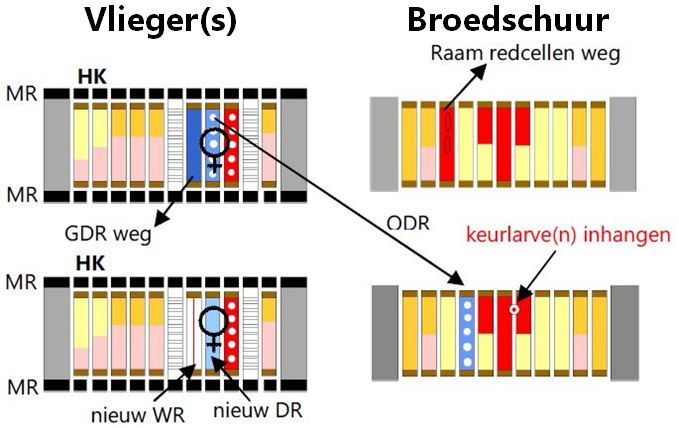 Vlieger(s)
Broedschuur
Raam redcellen weg
HK
MR
MR
GDR weg
ODR
keurlarve(n) inhangen
HK
MR
MR
nieuw WR
nieuw DR